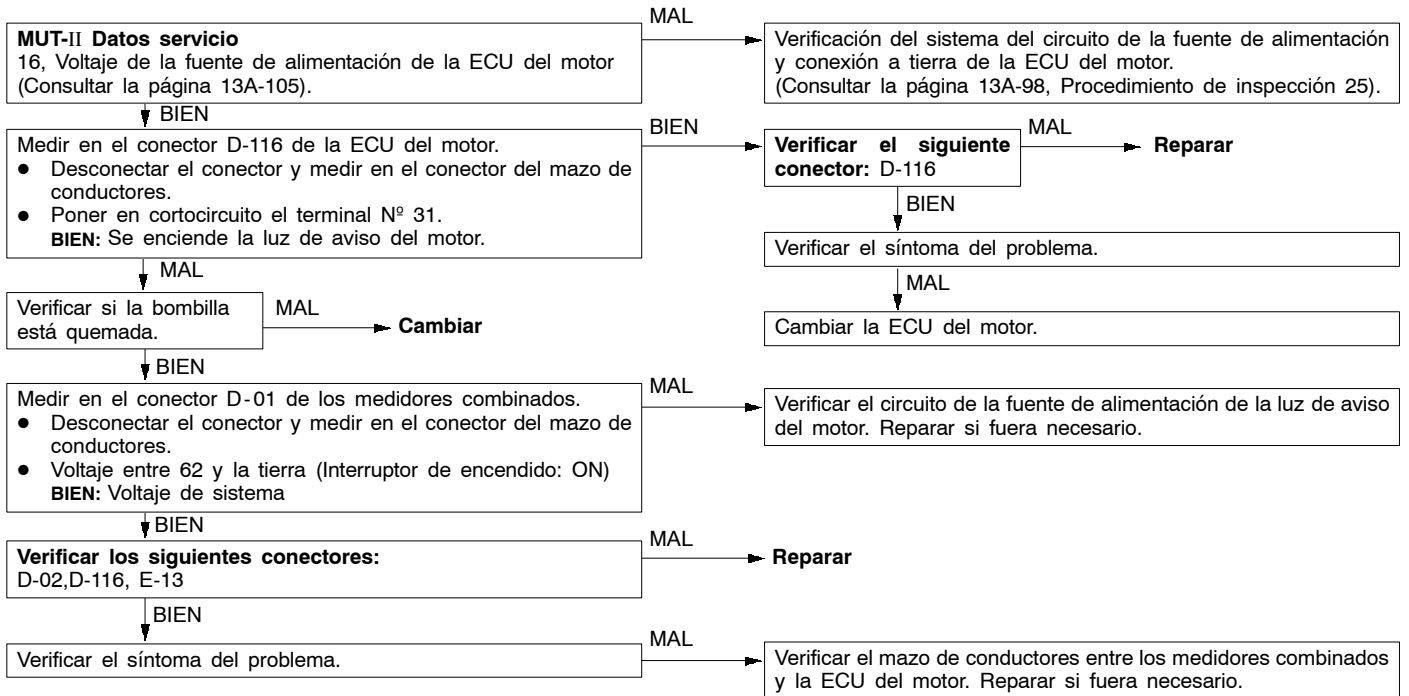 MUT-II Datos servicio
16, Voltaje de la fuente de alimentación de la ECU del motor
(Consultar la página 13A-105).
MAL
Verificación del sistema del circuito de la fuente de alimentación
y conexión a tierra de la ECU del motor.
(Consultar la página 13A-98, Procedimiento de inspección 25).
BIEN
Medir en el conector D-116 de la ECU del motor.
● Desconectar el conector y medir en el conector del mazo de
conductores.
● Poner en cortocircuito el terminal Nº 31.
BIEN: Se enciende la luz de aviso del motor.
BIEN
Verificar el siguiente
conector: D-116
MAL
Reparar
BIEN
Verificar el síntoma del problema.
MAL
Cambiar la ECU del motor.
MAL
Verificar si la bombilla
está quemada.
MAL
Cambiar
BIEN
Medir en el conector D-01 de los medidores combinados.
● Desconectar el conector y medir en el conector del mazo de
conductores.
● Voltaje entre 62 y la tierra (Interruptor de encendido: ON)
BIEN: Voltaje de sistema
MAL
Verificar el circuito de la fuente de alimentación de la luz de aviso
del motor. Reparar si fuera necesario.
BIEN
Verificar los siguientes conectores:
D-02,D-116, E-13
MAL
Reparar
BIEN
Verificar el síntoma del problema.
MAL
Verificar el mazo de conductores entre los medidores combinados
y la ECU del motor. Reparar si fuera necesario.